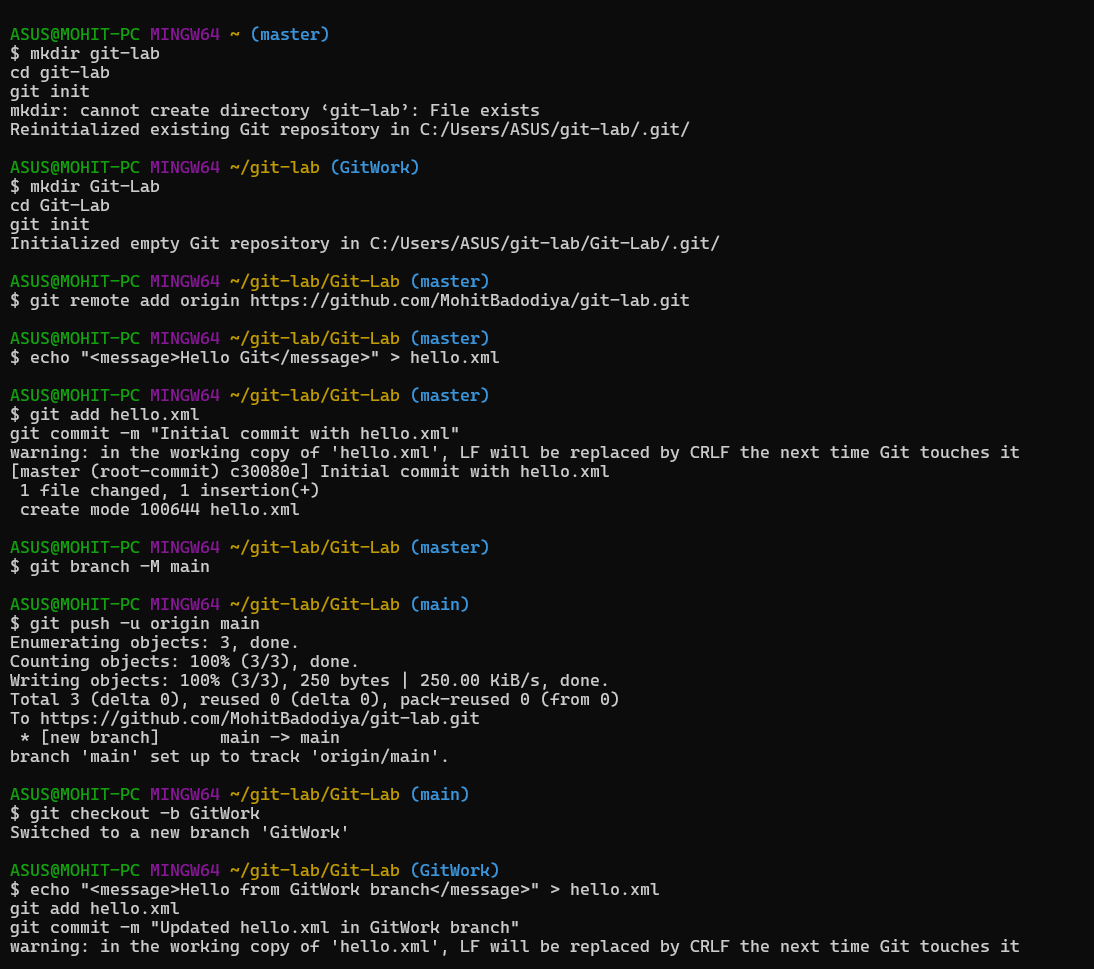 ASUS@MOHIT-PC MINGW64 ~ (master)
$ mkdir git-lab
cd git-lab
git init
mkdir: cannot create directory ‘git-lab’: File exists
Reinitialized existing Git repository in C:/Users/ASUS/git-lab/.git/

ASUS@MOHIT-PC MINGW64 ~/git-lab (GitWork)
$ mkdir Git-Lab
cd Git-Lab
git init
Initialized empty Git repository in C:/Users/ASUS/git-lab/Git-Lab/.git/

ASUS@MOHIT-PC MINGW64 ~/git-lab/Git-Lab (master)
$ git remote add origin https://github.com/MohitBadodiya/git-lab.git

ASUS@MOHIT-PC MINGW64 ~/git-lab/Git-Lab (master)
$ echo "<message>Hello Git</message>" > hello.xml

ASUS@MOHIT-PC MINGW64 ~/git-lab/Git-Lab (master)
$ git add hello.xml
git commit -m "Initial commit with hello.xml"
warning: in the working copy of 'hello.xml', LF will be replaced by CRLF the next time Git touches it
[master (root-commit) c30080e] Initial commit with hello.xml
 1 file changed, 1 insertion(+)
 create mode 100644 hello.xml

ASUS@MOHIT-PC MINGW64 ~/git-lab/Git-Lab (master)
$ git branch -M main

ASUS@MOHIT-PC MINGW64 ~/git-lab/Git-Lab (main)
$ git push -u origin main
Enumerating objects: 3, done.
Counting objects: 100% (3/3), done.
Writing objects: 100% (3/3), 250 bytes | 250.00 KiB/s, done.
Total 3 (delta 0), reused 0 (delta 0), pack-reused 0 (from 0)
To https://github.com/MohitBadodiya/git-lab.git
 * [new branch]      main -> main
branch 'main' set up to track 'origin/main'.

ASUS@MOHIT-PC MINGW64 ~/git-lab/Git-Lab (main)
$ git checkout -b GitWork
Switched to a new branch 'GitWork'

ASUS@MOHIT-PC MINGW64 ~/git-lab/Git-Lab (GitWork)
$ echo "<message>Hello from GitWork branch</message>" > hello.xml
git add hello.xml
git commit -m "Updated hello.xml in GitWork branch"
warning: in the working copy of 'hello.xml', LF will be replaced by CRLF the next time Git touches it